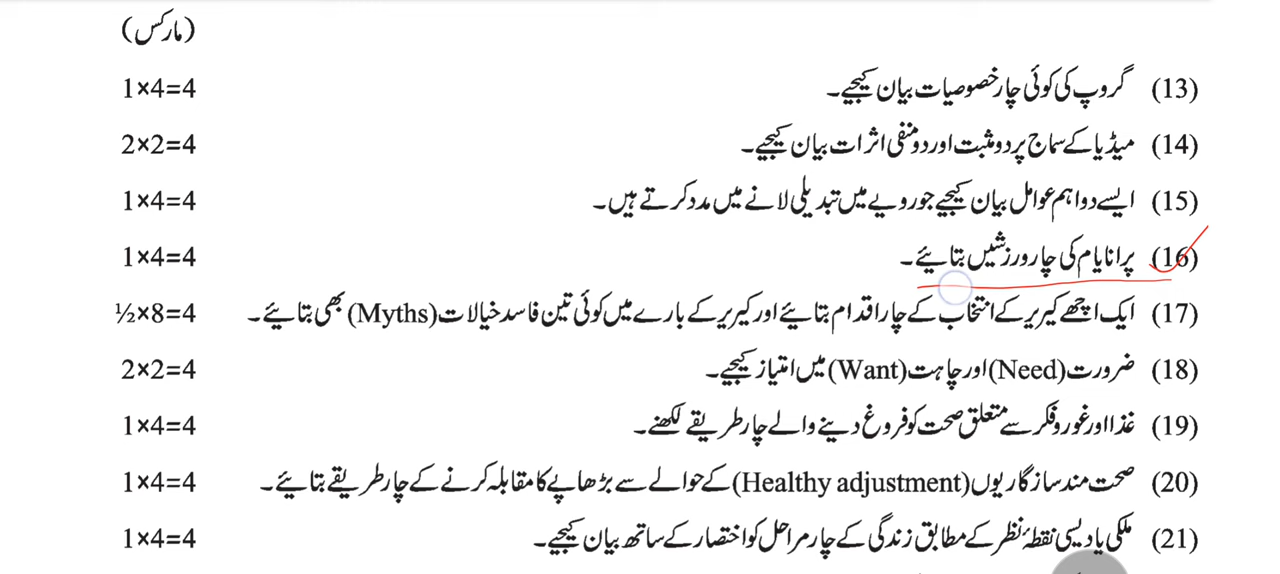 (مارکس)
(13) گروپ کی کوئی چار خصوصیات بیان کیجیے۔ 1×4=4
(14) میڈیا کے سماج پر دو مثبت اور دو منفی اثرات بیان کیجیے۔ 2×2=4
(15) ایسے دو اہم عوامل بیان کیجیے جو رویے میں تبدیلی لانے میں مدد کرتے ہیں۔ 1×4=4
(16) پرانایام کی چار ورزشیں بتائیے۔ 1×4=4
(17) ایک اچھے کیریر کے انتخاب کے چار اقدام بتائیے اور کیریر کے بارے میں کوئی تین فاسد خیالات (Myths) بھی بتائیے۔ ½×8=4
(18) ضرورت (Need) اور چاہت (Want) میں امتیاز کیجیے۔ 2×2=4
(19) غذا اور غور و فکر سے متعلق صحت کو فروغ دینے والے چار طریقے لکھئے۔ 1×4=4
(20) صحت مند سازگاریوں (Healthy adjustment) کے حوالے سے بڑھاپے کا مقابلہ کرنے کے چار طریقے بتائیے۔ 1×4=4
(21) ملکی یا دیسی نقطۂ نظر کے مطابق زندگی کے چار مراحل کو اختصار کے ساتھ بیان کیجیے۔ 1×4=4